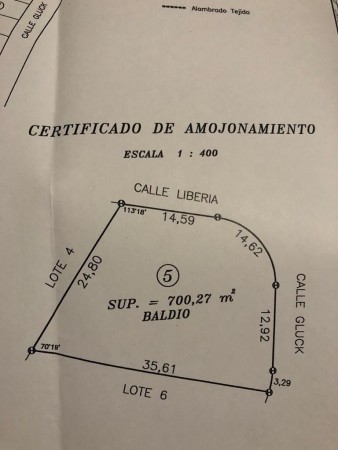 Alambrado Tejido
CALLE GLUCK
CERTIFICADO DE AMOJONAMIENTO
ESCALA 1 : 400
CALLE LIBERIA
113°18'
14,59
14,62
LOTE 4
24,80
5
SUP. = 700,27 m²
BALDIO
CALLE GLUCK
12,92
70°19'
35,61
3,29
LOTE 6